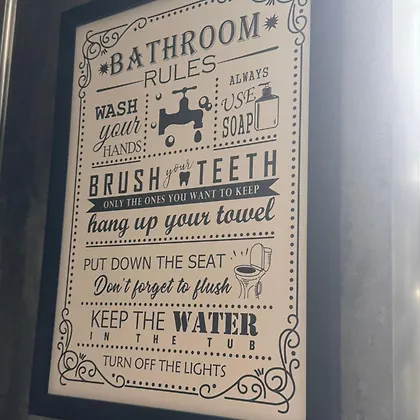 BATHROOM
RULES
WASH
your
HANDS
ALWAYS
USE
SOAP
BRUSH your TEETH
ONLY THE ONES YOU WANT TO KEEP
hang up your towel
PUT DOWN THE SEAT
Don't forget to flush
KEEP THE WATER
IN THE TUB
TURN OFF THE LIGHTS